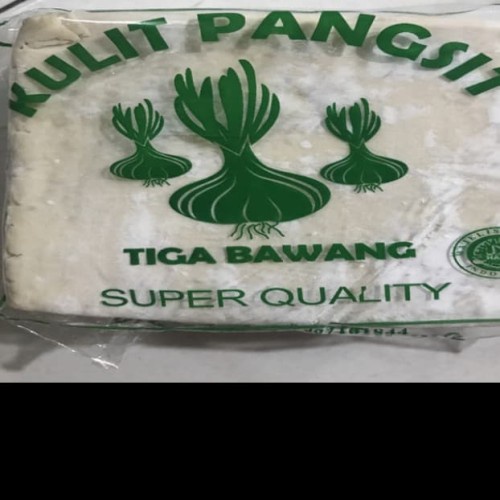 KULIT PANGSIT
TIGA BAWANG
SUPER QUALITY